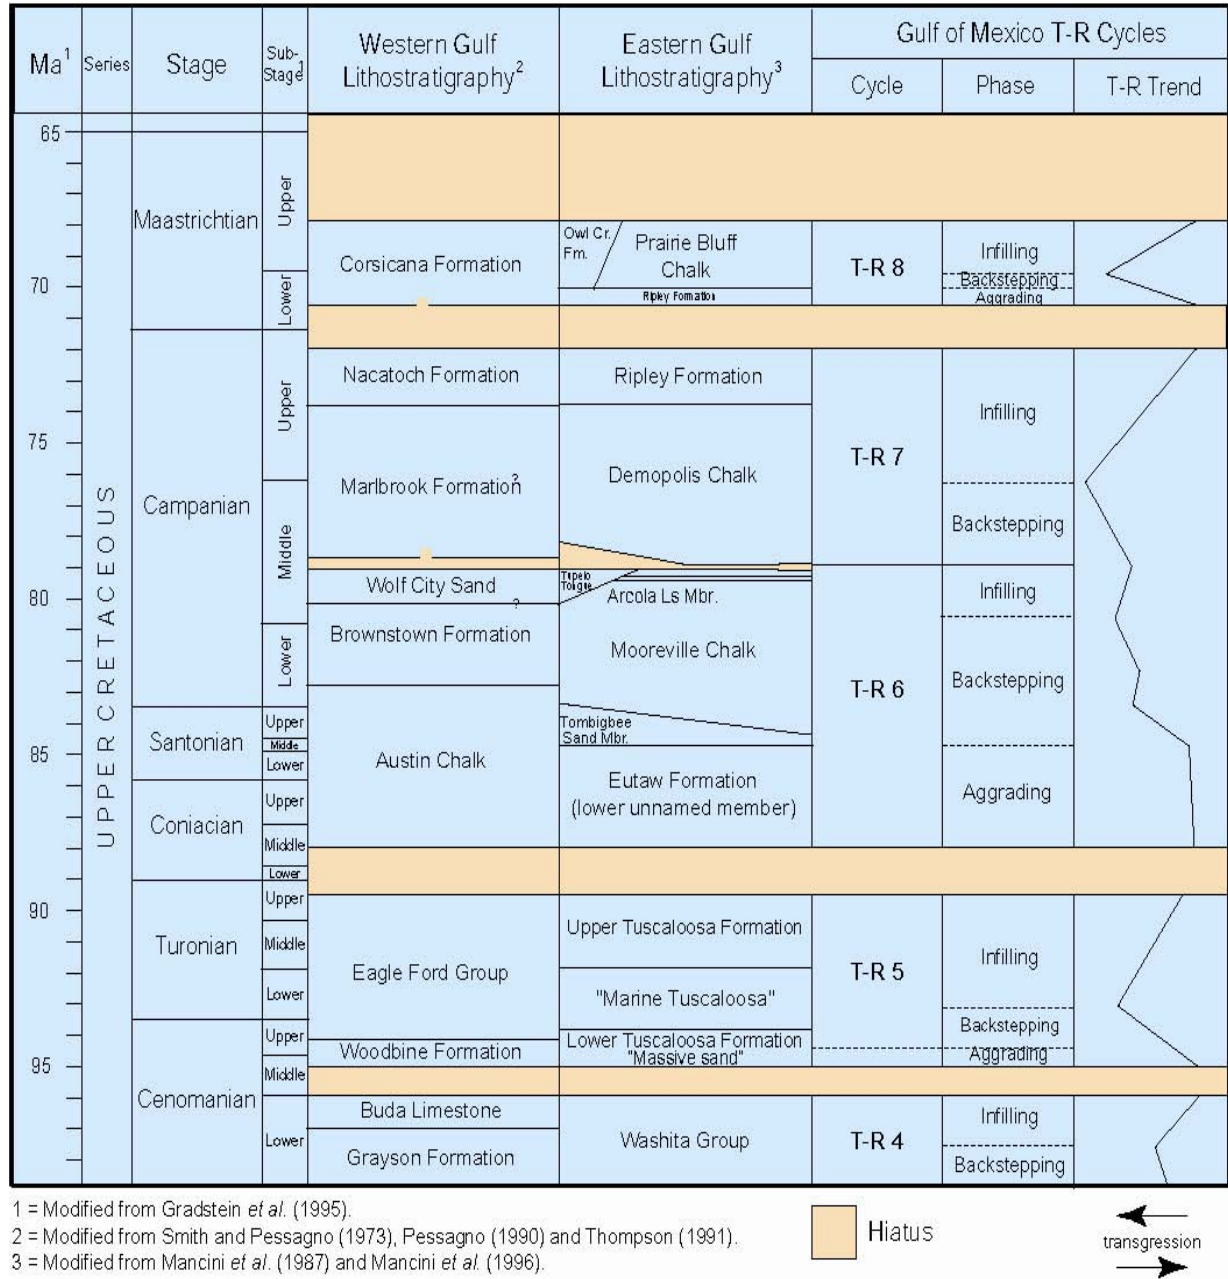 Ma1
Series
Stage
Sub-
Stage1
Western Gulf
Lithostratigraphy2
Eastern Gulf
Lithostratigraphy3
Gulf of Mexico T-R Cycles
Cycle
Phase
T-R Trend
65
70
75
80
85
90
95
UPPER CRETACEOUS
Maastrichtian
Campanian
Santonian
Coniacian
Turonian
Cenomanian
Upper
Lower
Upper
Middle
Lower
Upper
Middle
Lower
Upper
Middle
Lower
Upper
Middle
Lower
Upper
Middle
Lower
Corsicana Formation
Nacatoch Formation
Marlbrook Formation?
Wolf City Sand
?
Brownstown Formation
Austin Chalk
Eagle Ford Group
Woodbine Formation
Buda Limestone
Grayson Formation
Owl Cr.
Fm.
Prairie Bluff
Chalk
Ripley Formation
Ripley Formation
Demopolis Chalk
Tupelo
Tongue
Arcola Ls Mbr.
Mooreville Chalk
Tombigbee
Sand Mbr.
Eutaw Formation
(lower unnamed member)
Upper Tuscaloosa Formation
"Marine Tuscaloosa"
Lower Tuscaloosa Formation
"Massive sand"
Washita Group
T-R 8
T-R 7
T-R 6
T-R 5
T-R 4
Infilling
Backstepping
Aggrading
Infilling
Backstepping
Infilling
Backstepping
Aggrading
Infilling
Backstepping
Aggrading
Infilling
Backstepping
1 = Modified from Gradstein et al. (1995).
2 = Modified from Smith and Pessagno (1973), Pessagno (1990) and Thompson (1991).
3 = Modified from Mancini et al. (1987) and Mancini et al. (1996).
Hiatus
transgression